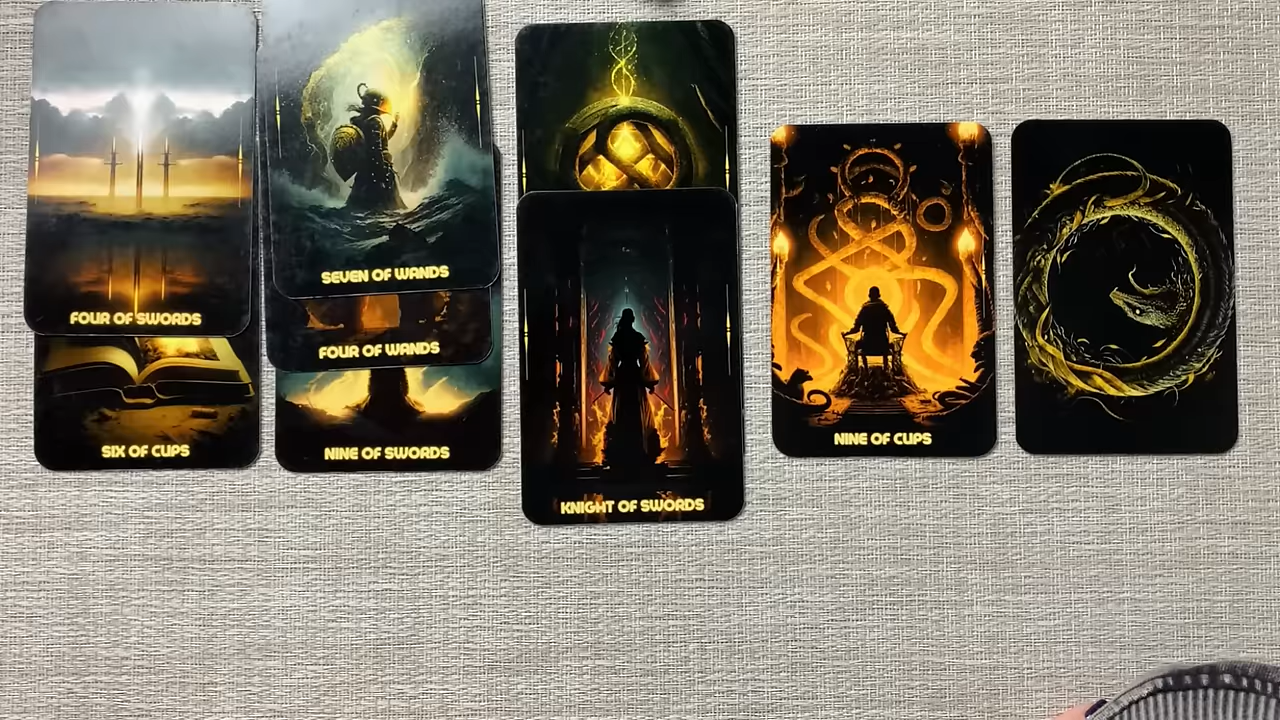 FOUR OF SWORDS
SIX OF CUPS
SEVEN OF WANDS
FOUR OF WANDS
NINE OF SWORDS
KNIGHT OF SWORDS
NINE OF CUPS